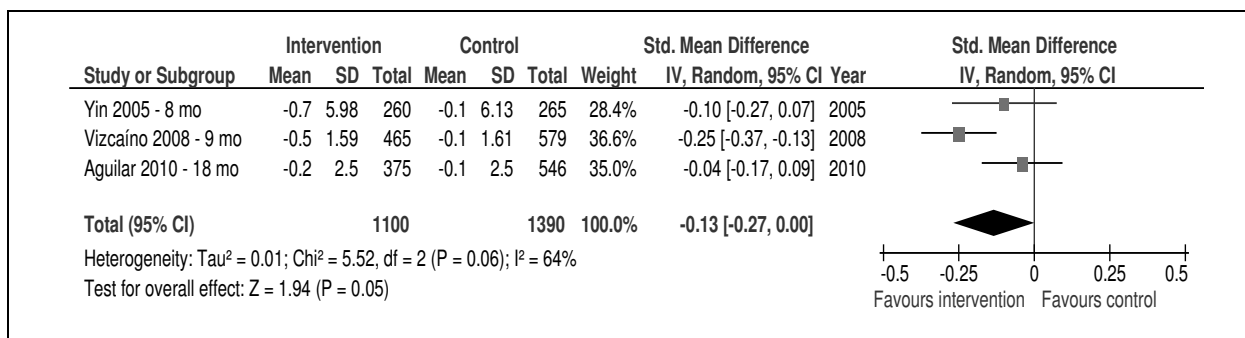 Intervention Control Std. Mean Difference Std. Mean Difference
Study or Subgroup Mean SD Total Mean SD Total Weight IV, Random, 95% CI Year IV, Random, 95% CI
Yin 2005 - 8 mo -0.7 5.98 260 -0.1 6.13 265 28.4% -0.10 [-0.27, 0.07] 2005
Vizcaíno 2008 - 9 mo -0.5 1.59 465 -0.1 1.61 579 36.6% -0.25 [-0.37, -0.13] 2008
Aguilar 2010 - 18 mo -0.2 2.5 375 -0.1 2.5 546 35.0% -0.04 [-0.17, 0.09] 2010
Total (95% CI) 1100 1390 100.0% -0.13 [-0.27, 0.00]
Heterogeneity: Tau² = 0.01; Chi² = 5.52, df = 2 (P = 0.06); I² = 64%
Test for overall effect: Z = 1.94 (P = 0.05)
-0.5 -0.25 0 0.25 0.5
Favours intervention Favours control